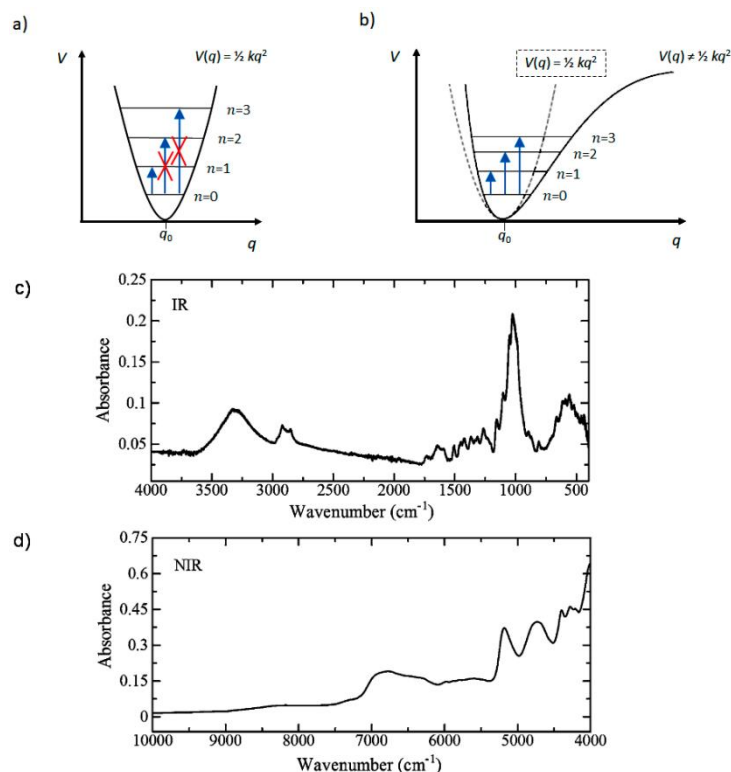 a)
V
V(q) = ½ kq²
n=3
n=2
n=1
n=0
q₀
q
b)
V
V(q) = ½ kq²
V(q) ≠ ½ kq²
n=3
n=2
n=1
n=0
q₀
q
c)
IR
Absorbance
0.25
0.2
0.15
0.1
0.05
4000 3500 3000 2500 2000 1500 1000 500
Wavenumber (cm⁻¹)
d)
NIR
Absorbance
0.75
0.6
0.45
0.3
0.15
0
10000 9000 8000 7000 6000 5000 4000
Wavenumber (cm⁻¹)